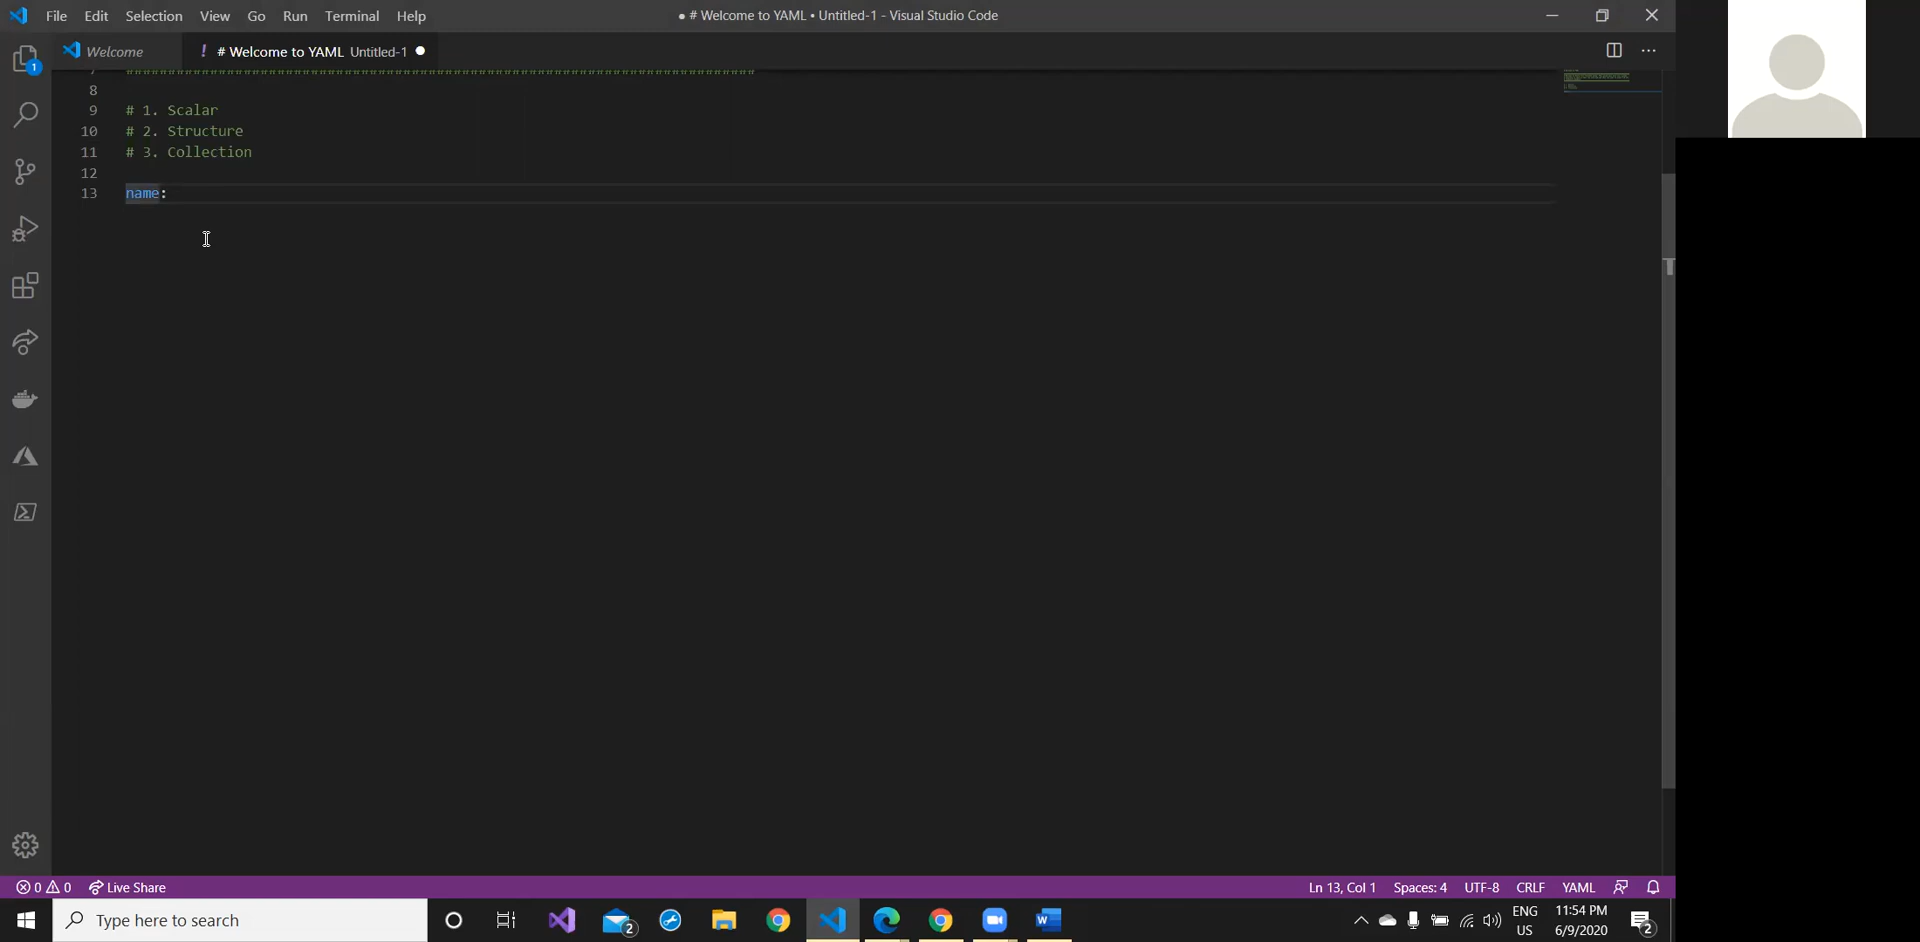 File Edit Selection View Go Run Terminal Help
● # Welcome to YAML • Untitled-1 - Visual Studio Code
Welcome
! # Welcome to YAML Untitled-1 ●
1
8
9 # 1. Scalar
10 # 2. Structure
11 # 3. Collection
12
13 name:
0 0 Live Share
Ln 13, Col 1 Spaces: 4 UTF-8 CRLF YAML
Type here to search
2
ENG
US
11:54 PM
6/9/2020
2